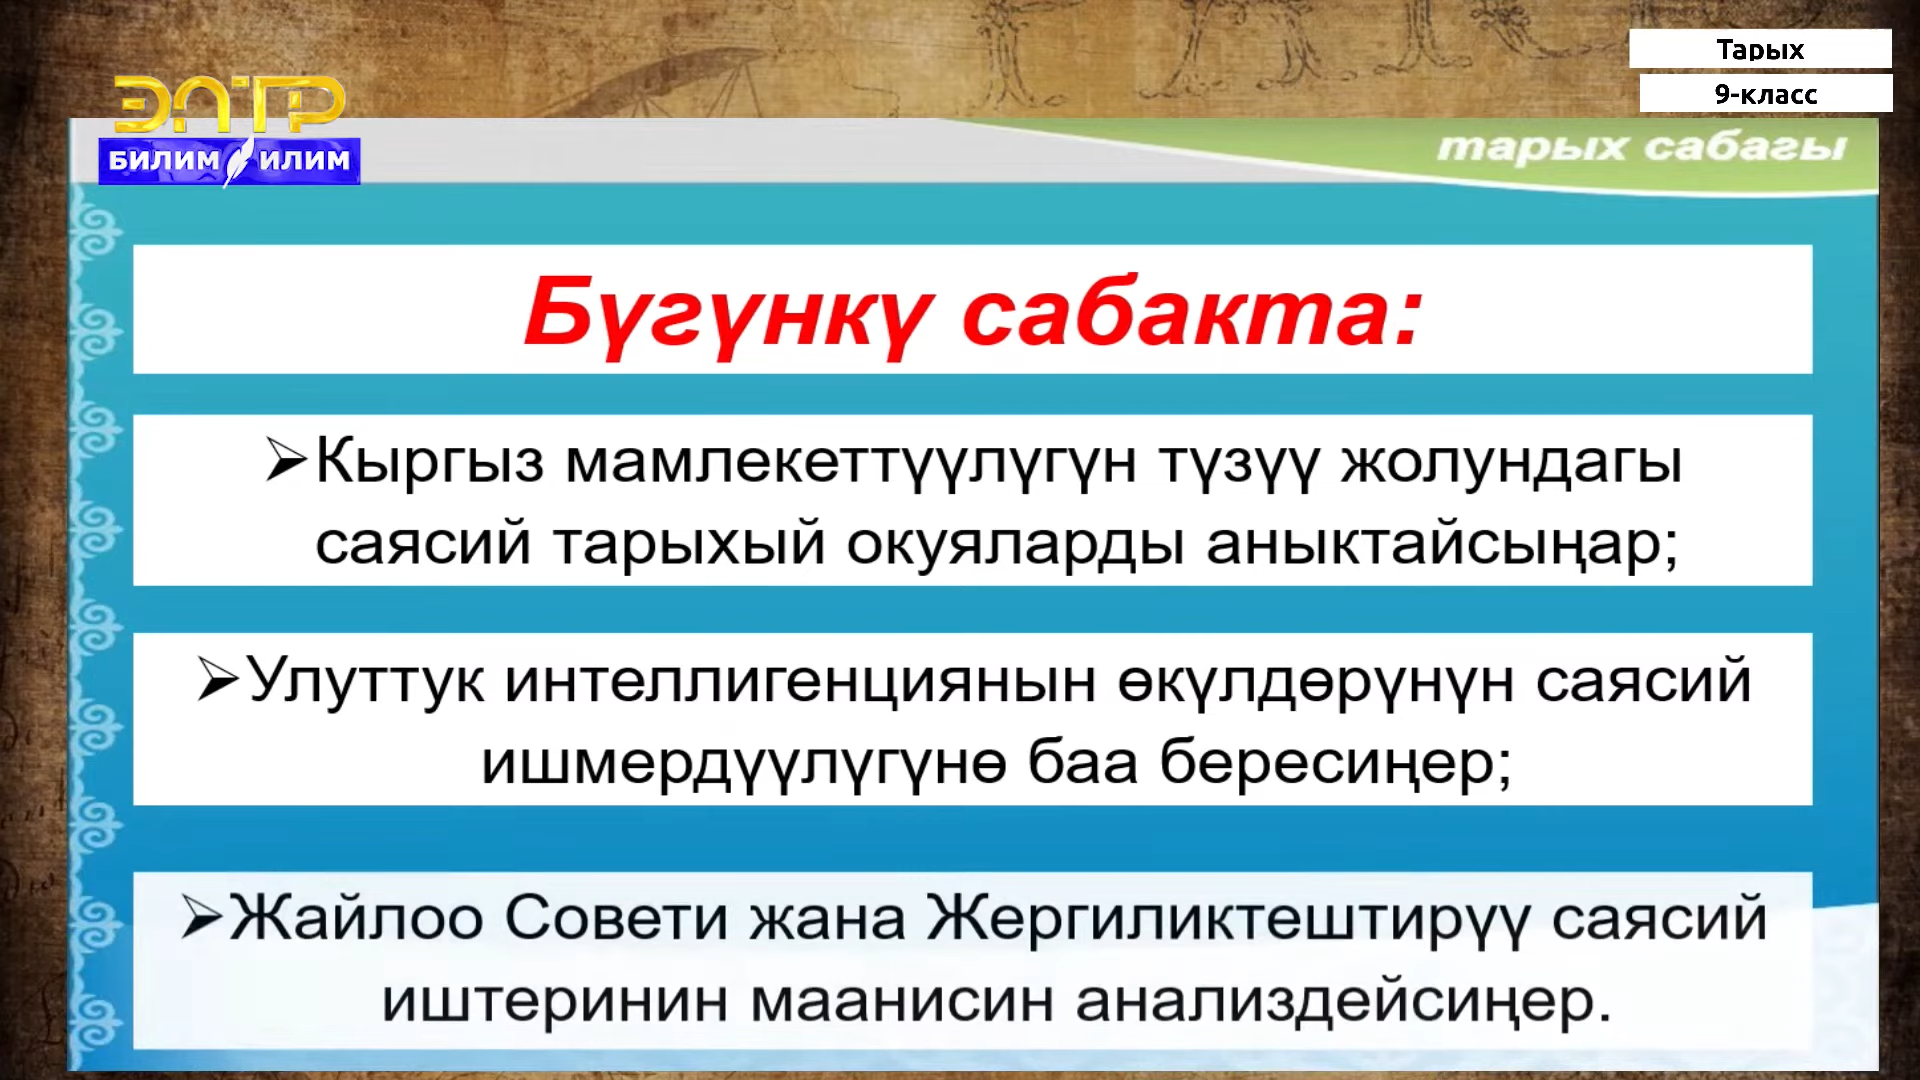 Тарых
9-класс
ЭЛТР
БИЛИМ ИЛИМ
тарых сабагы
Бүгүнкү сабакта:
➢Кыргыз мамлекеттүүлүгүн түзүү жолундагы
саясий тарыхый окуяларды аныктайсыңар;
➢Улуттук интеллигенциянын өкүлдөрүнүн саясий
ишмердүүлүгүнө баа бересиңер;
➢Жайлоо Совети жана Жергиликтештирүү саясий
иштеринин маанисин анализдейсиңер.